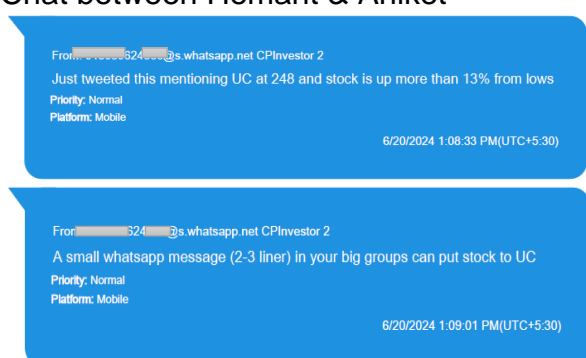 Chat between Hemant & Aniket
From: 624 @s.whatsapp.net CPInvestor 2
Just tweeted this mentioning UC at 248 and stock is up more than 13% from lows
Priority: Normal
Platform: Mobile
6/20/2024 1:08:33 PM(UTC+5:30)
From 624 @s.whatsapp.net CPInvestor 2
A small whatsapp message (2-3 liner) in your big groups can put stock to UC
Priority: Normal
Platform: Mobile
6/20/2024 1:09:01 PM(UTC+5:30)